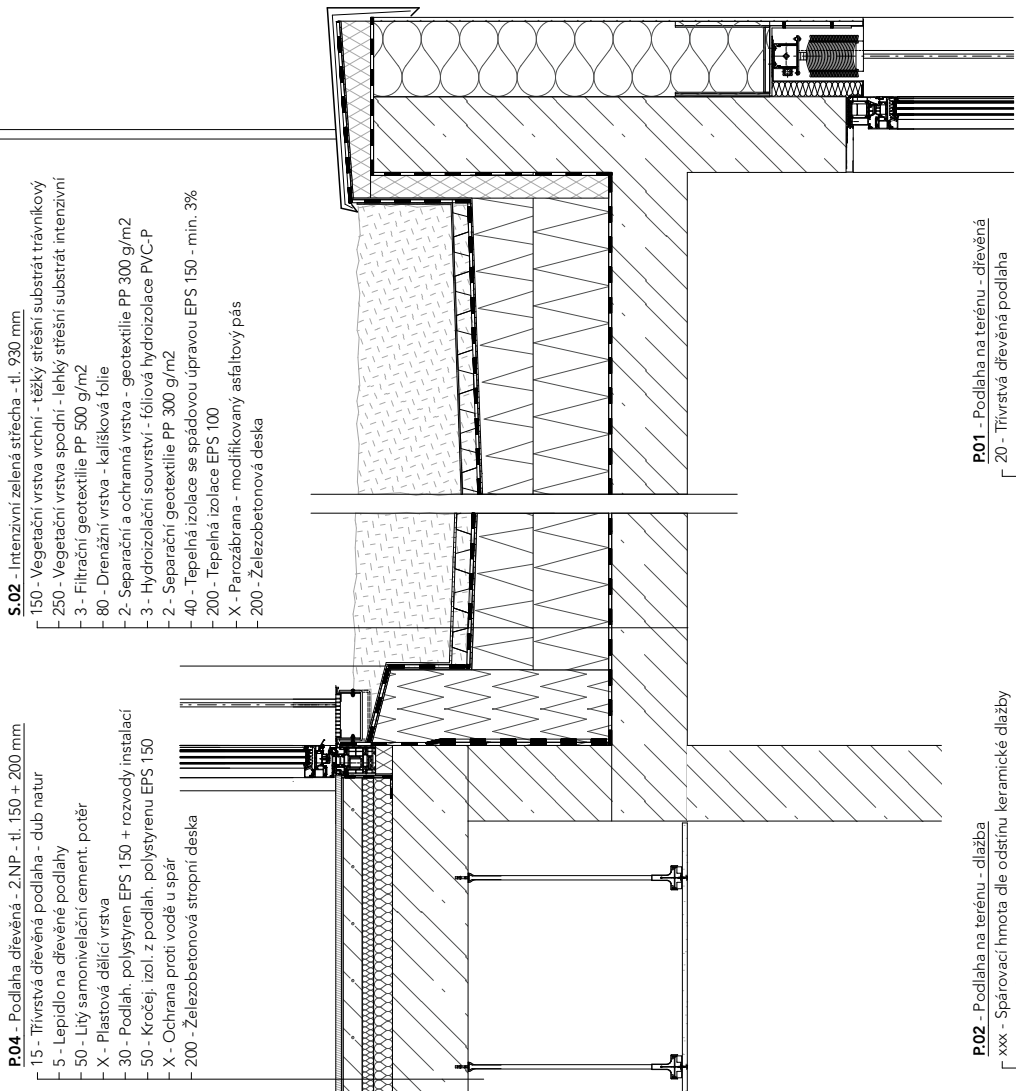 P.04 - Podlaha dřevěná - 2.NP - tl. 150 + 200 mm
15 - Třívrstvá dřevěná podlaha - dub natur
5 - Lepidlo na dřevěné podlahy
50 - Litý samonivelační cement. potěr
X - Plastová dělící vrstva
30 - Podlah. polystyren EPS 150 + rozvody instalací
50 - Kročej. izol. z podlah. polystyrenu EPS 150
X - Ochrana proti vodě u spár
200 - Železobetonová stropní deska
S.02 - Intenzivní zelená střecha - tl. 930 mm
150 - Vegetační vrstva vrchní - těžký střešní substrát trávníkový
250 - Vegetační vrstva spodní - lehký střešní substrát intenzivní
3 - Filtrační geotextilie PP 500 g/m2
80 - Drenážní vrstva - kalíšková folie
2- Separační a ochranná vrstva - geotextilie PP 300 g/m2
3 - Hydroizolační souvrství - fóliová hydroizolace PVC-P
2 - Separační geotextilie PP 300 g/m2
40 - Tepelná izolace se spádovou úpravou EPS 150 - min. 3%
200 - Tepelná izolace EPS 100
X - Parozábrana - modifikovaný asfaltový pás
200 - Železobetonová deska
P.02 - Podlaha na terénu - dlažba
xxx - Spárovací hmota dle odstínu keramické dlažby
P.01 - Podlaha na terénu - dřevěná
20 - Třívrstvá dřevěná podlaha